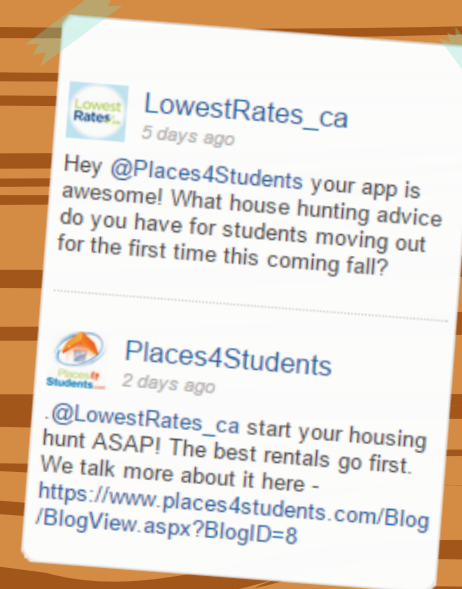 Lowest
Rates
LowestRates_ca
5 days ago
Hey @Places4Students your app is
awesome! What house hunting advice
do you have for students moving out
for the first time this coming fall?
Places4
Students.com
Places4Students
2 days ago
.@LowestRates_ca start your housing
hunt ASAP! The best rentals go first.
We talk more about it here -
https://www.places4students.com/Blog
/BlogView.aspx?BlogID=8